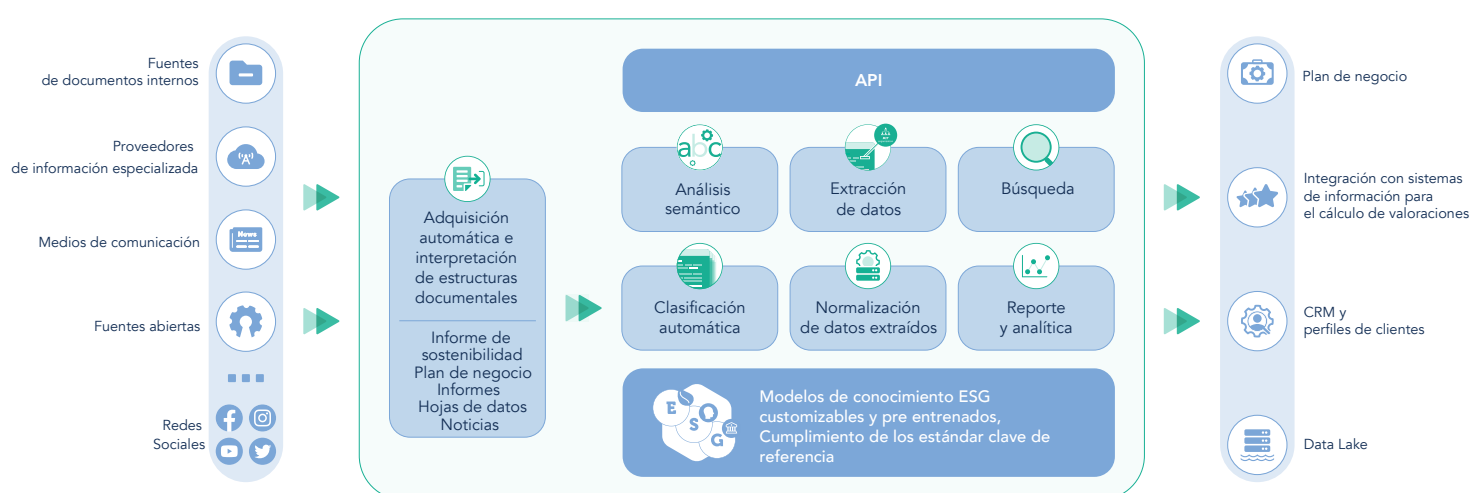 Fuentes
de documentos internos
Proveedores
de información especializada
Medios de comunicación
News
Fuentes abiertas
Redes
Sociales
Adquisición
automática e
interpretación
de estructuras
documentales
Informe de
sostenibilidad
Plan de negocio
Informes
Hojas de datos
Noticias
API
abc
Análisis
semántico
Extracción
de datos
Búsqueda
Clasificación
automática
Normalización
de datos extraídos
Reporte
y analítica
E
S
G
Modelos de conocimiento ESG
customizables y pre entrenados,
Cumplimiento de los estándar clave de
referencia
Plan de negocio
Integración con sistemas
de información para
el cálculo de valoraciones
CRM y
perfiles de clientes
Data Lake